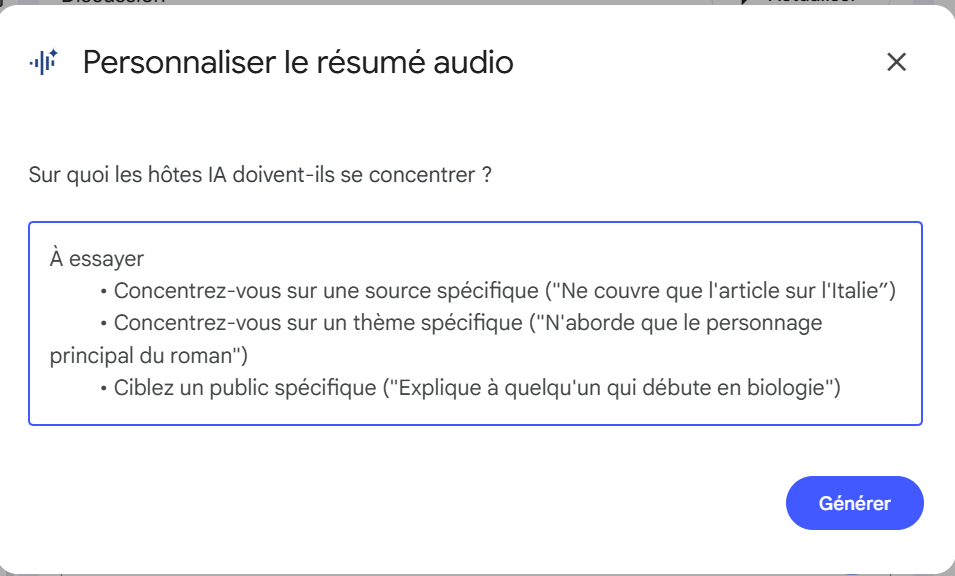 Personnaliser le résumé audio
Sur quoi les hôtes IA doivent-ils se concentrer ?
À essayer
• Concentrez-vous sur une source spécifique ("Ne couvre que l'article sur l'Italie”)
• Concentrez-vous sur un thème spécifique ("N'aborde que le personnage
principal du roman")
• Ciblez un public spécifique ("Explique à quelqu'un qui débute en biologie")
Générer